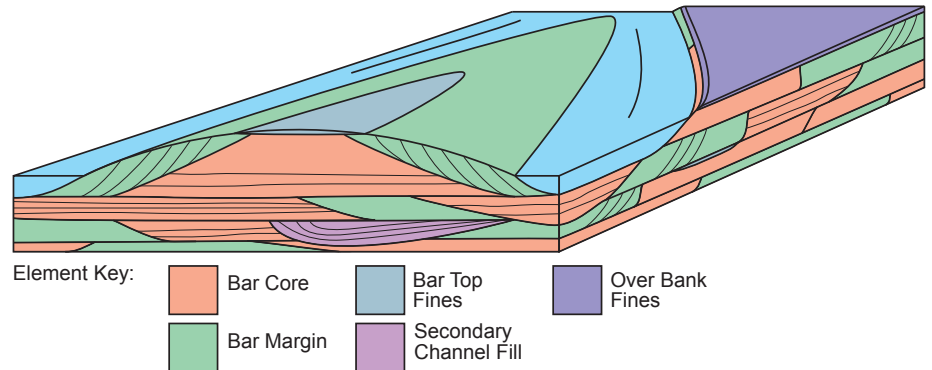 Element Key:
Bar Core
Bar Top
Fines
Over Bank
Fines
Bar Margin
Secondary
Channel Fill